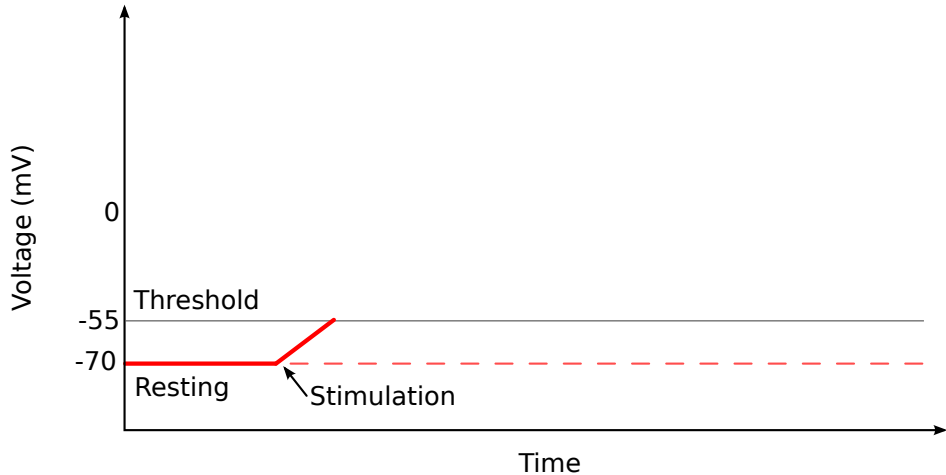 Voltage (mV)
0
Threshold
-55
-70
Resting
Stimulation
Time